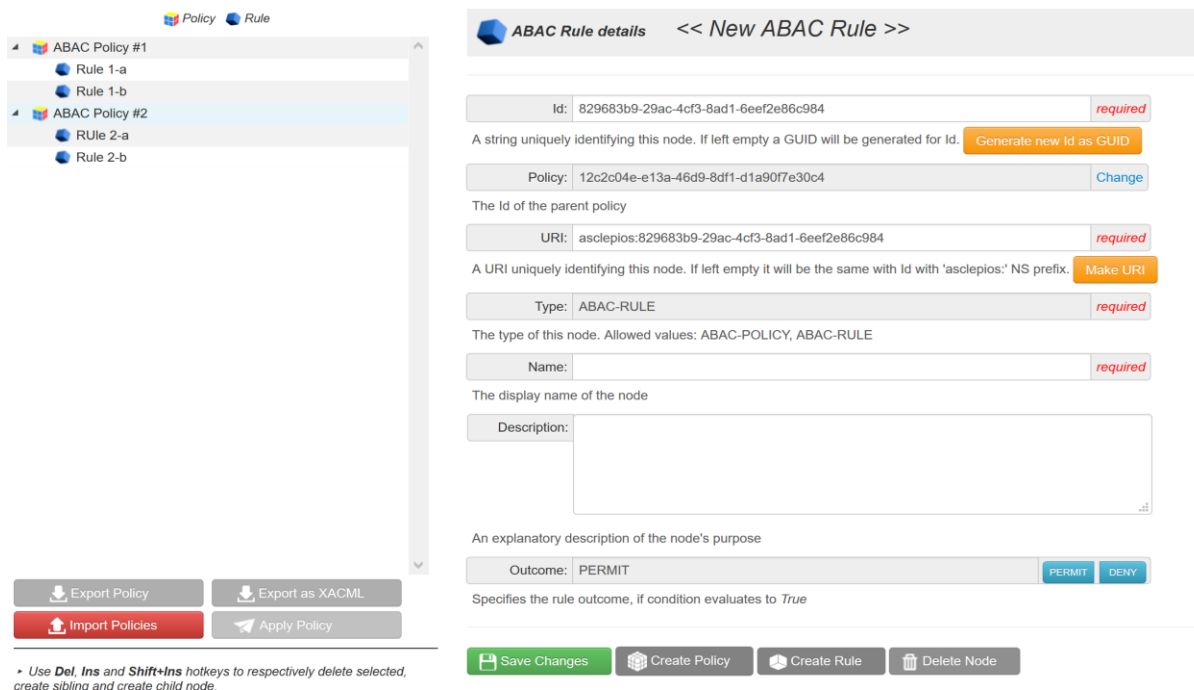 Policy Rule
ABAC Policy #1
Rule 1-a
Rule 1-b
ABAC Policy #2
RUle 2-a
Rule 2-b
Export Policy
Export as XACML
Import Policies
Apply Policy
▸ Use Del, Ins and Shift+Ins hotkeys to respectively delete selected,
create sibling and create child node.
ABAC Rule details << New ABAC Rule >>
Id: 829683b9-29ac-4cf3-8ad1-6eef2e86c984 required
A string uniquely identifying this node. If left empty a GUID will be generated for Id. Generate new Id as GUID
Policy: 12c2c04e-e13a-46d9-8df1-d1a90f7e30c4 Change
The Id of the parent policy
URI: asclepios:829683b9-29ac-4cf3-8ad1-6eef2e86c984 required
A URI uniquely identifying this node. If left empty it will be the same with Id with 'asclepios:' NS prefix. Make URI
Type: ABAC-RULE required
The type of this node. Allowed values: ABAC-POLICY, ABAC-RULE
Name: required
The display name of the node
Description:
An explanatory description of the node's purpose
Outcome: PERMIT PERMIT DENY
Specifies the rule outcome, if condition evaluates to True
Save Changes Create Policy Create Rule Delete Node